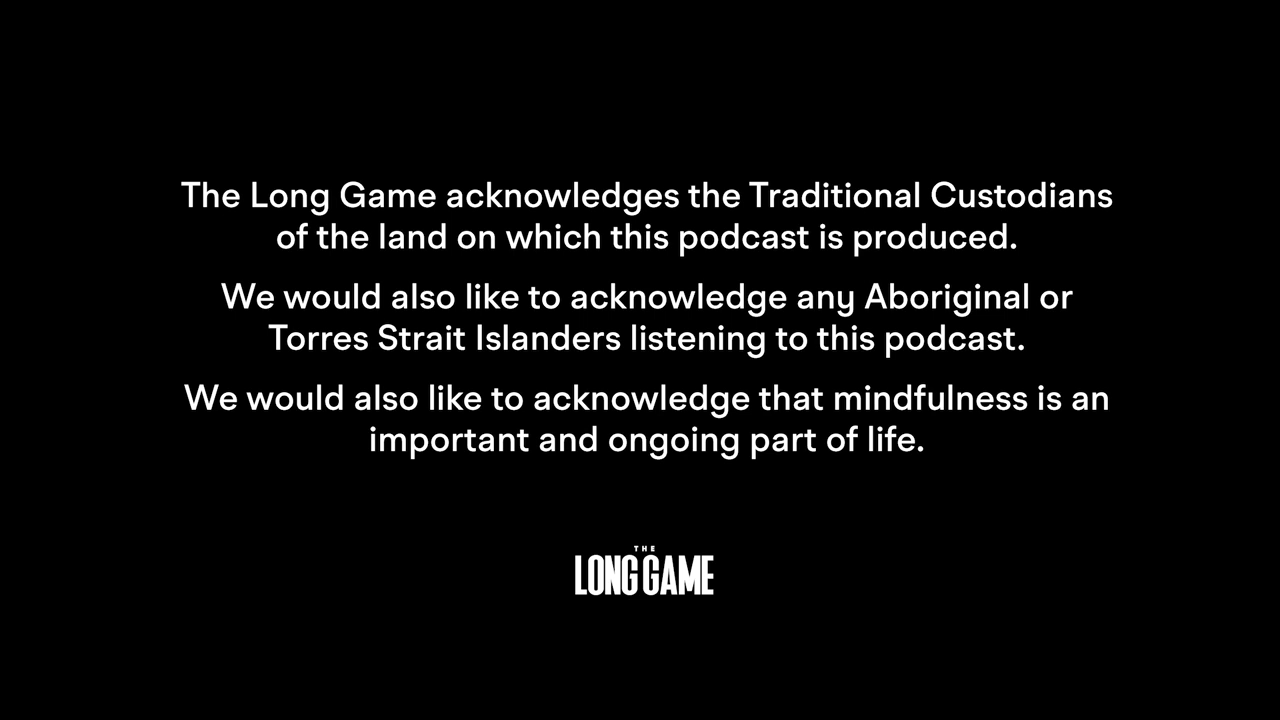 The Long Game acknowledges the Traditional Custodians
of the land on which this podcast is produced.
We would also like to acknowledge any Aboriginal or
Torres Strait Islanders listening to this podcast.
We would also like to acknowledge that mindfulness is an
important and ongoing part of life.
THE
LONG GAME